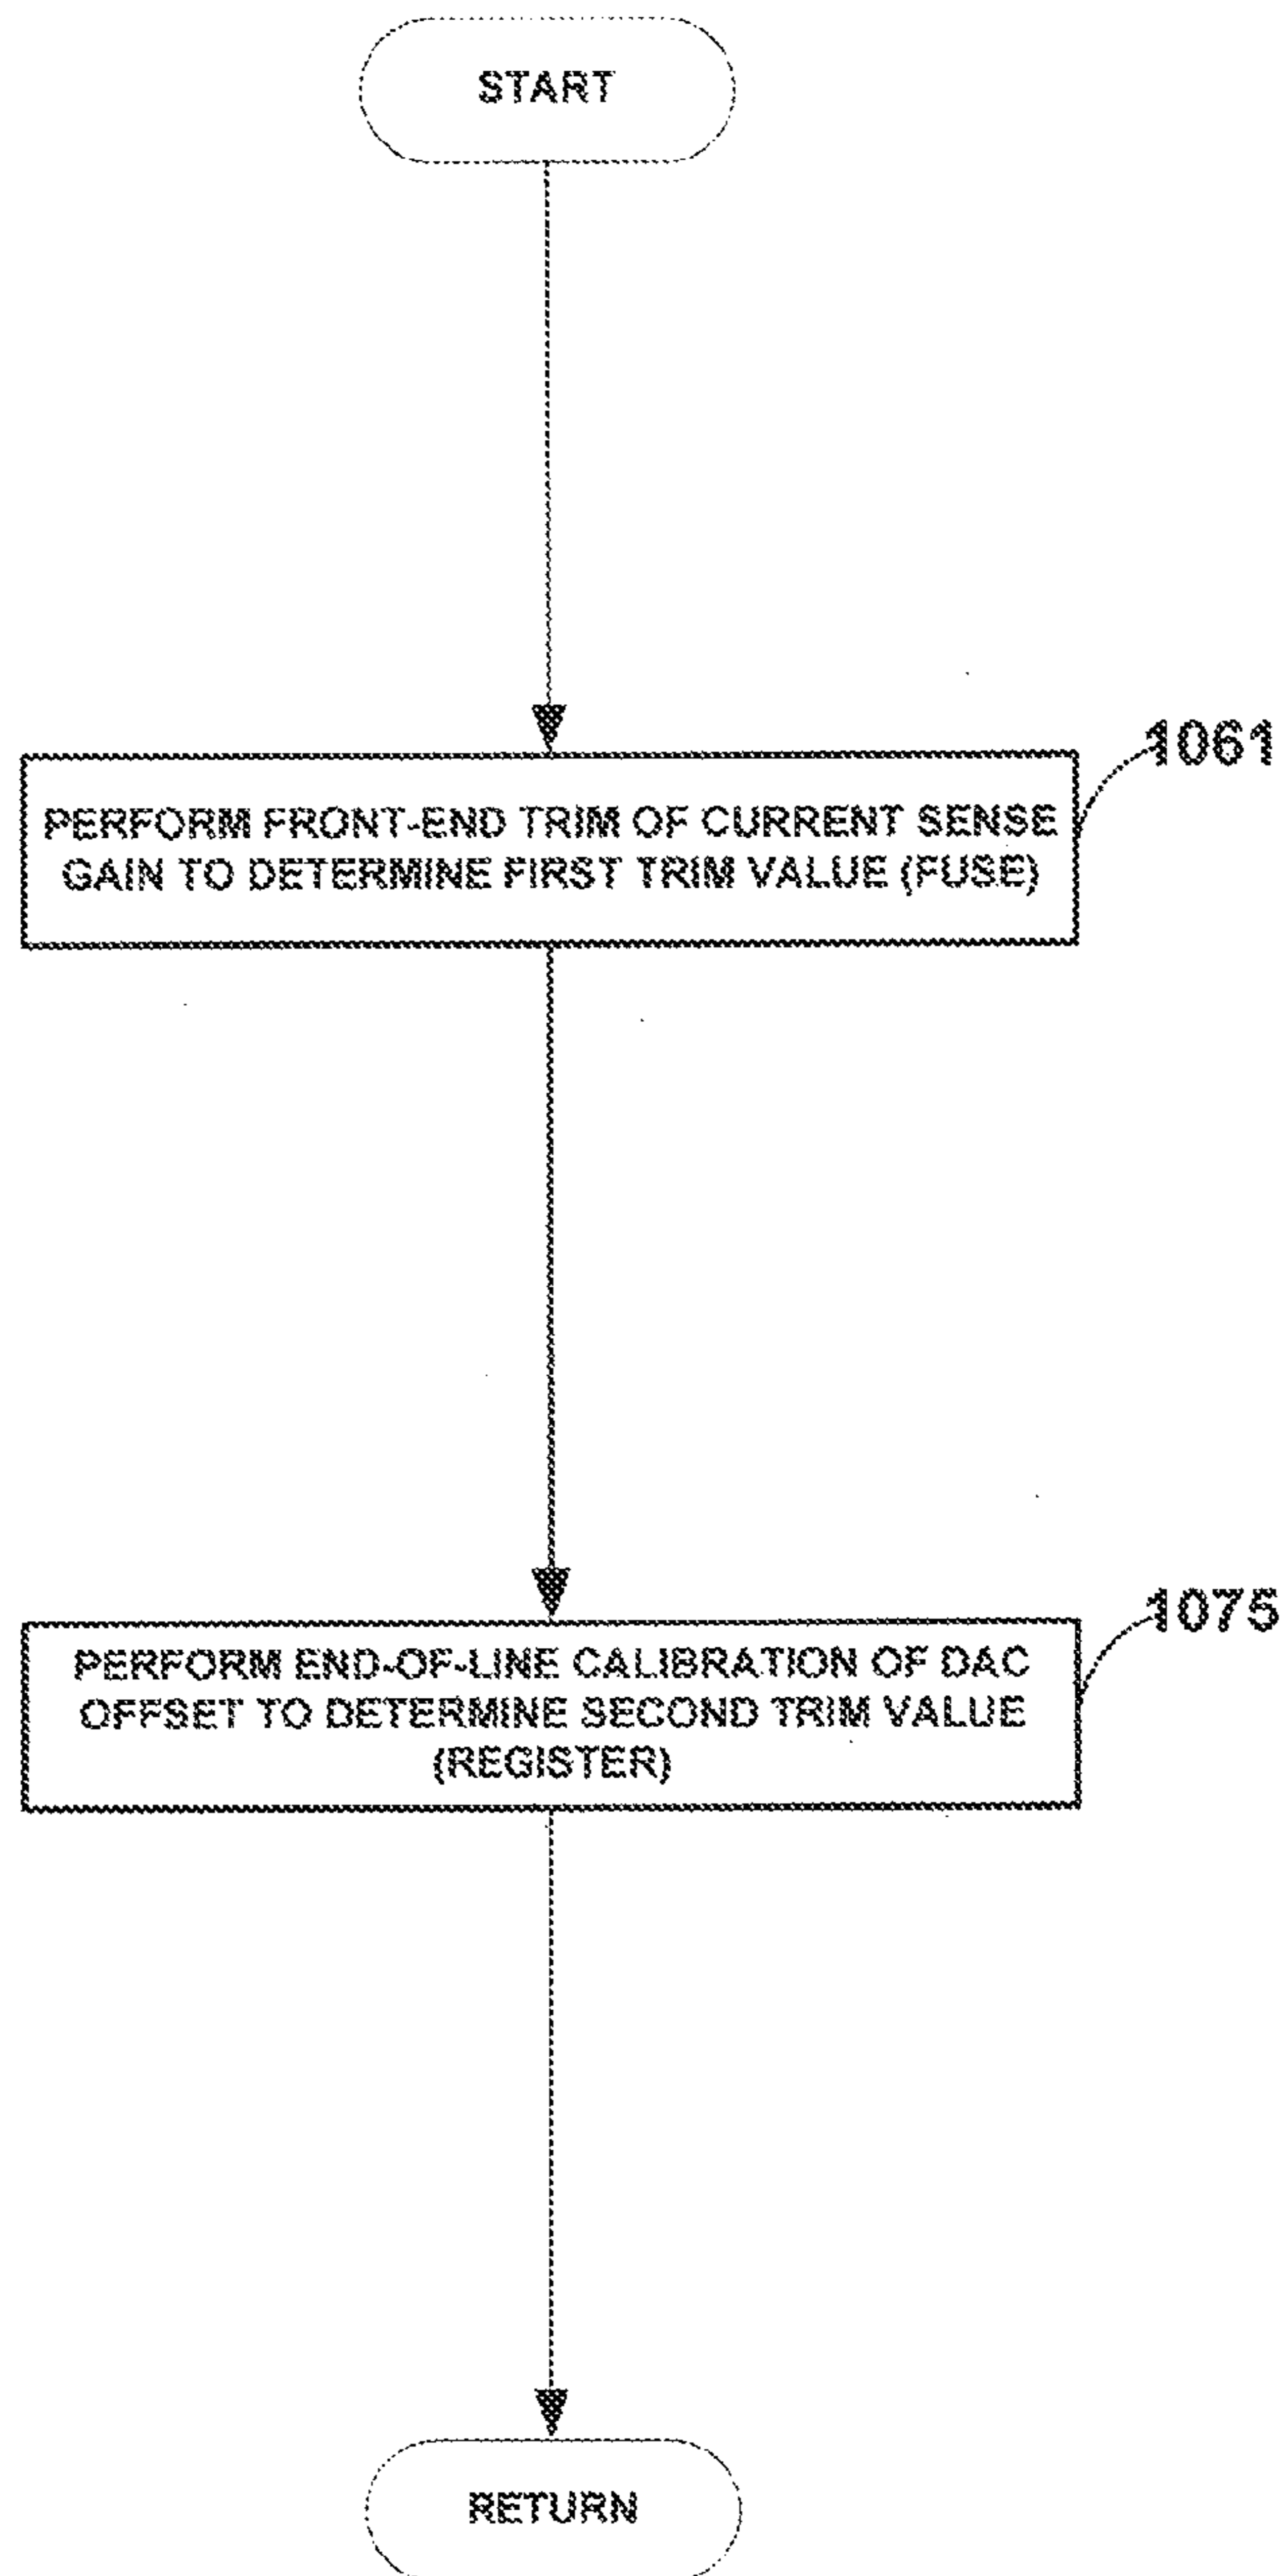 START
1061
PERFORM FRONT-END TRIM OF CURRENT SENSE
GAIN TO DETERMINE FIRST TRIM VALUE (FUSE)
1075
PERFORM END-OF-LINE CALIBRATION OF DAC
OFFSET TO DETERMINE SECOND TRIM VALUE
(REGISTER)
RETURN